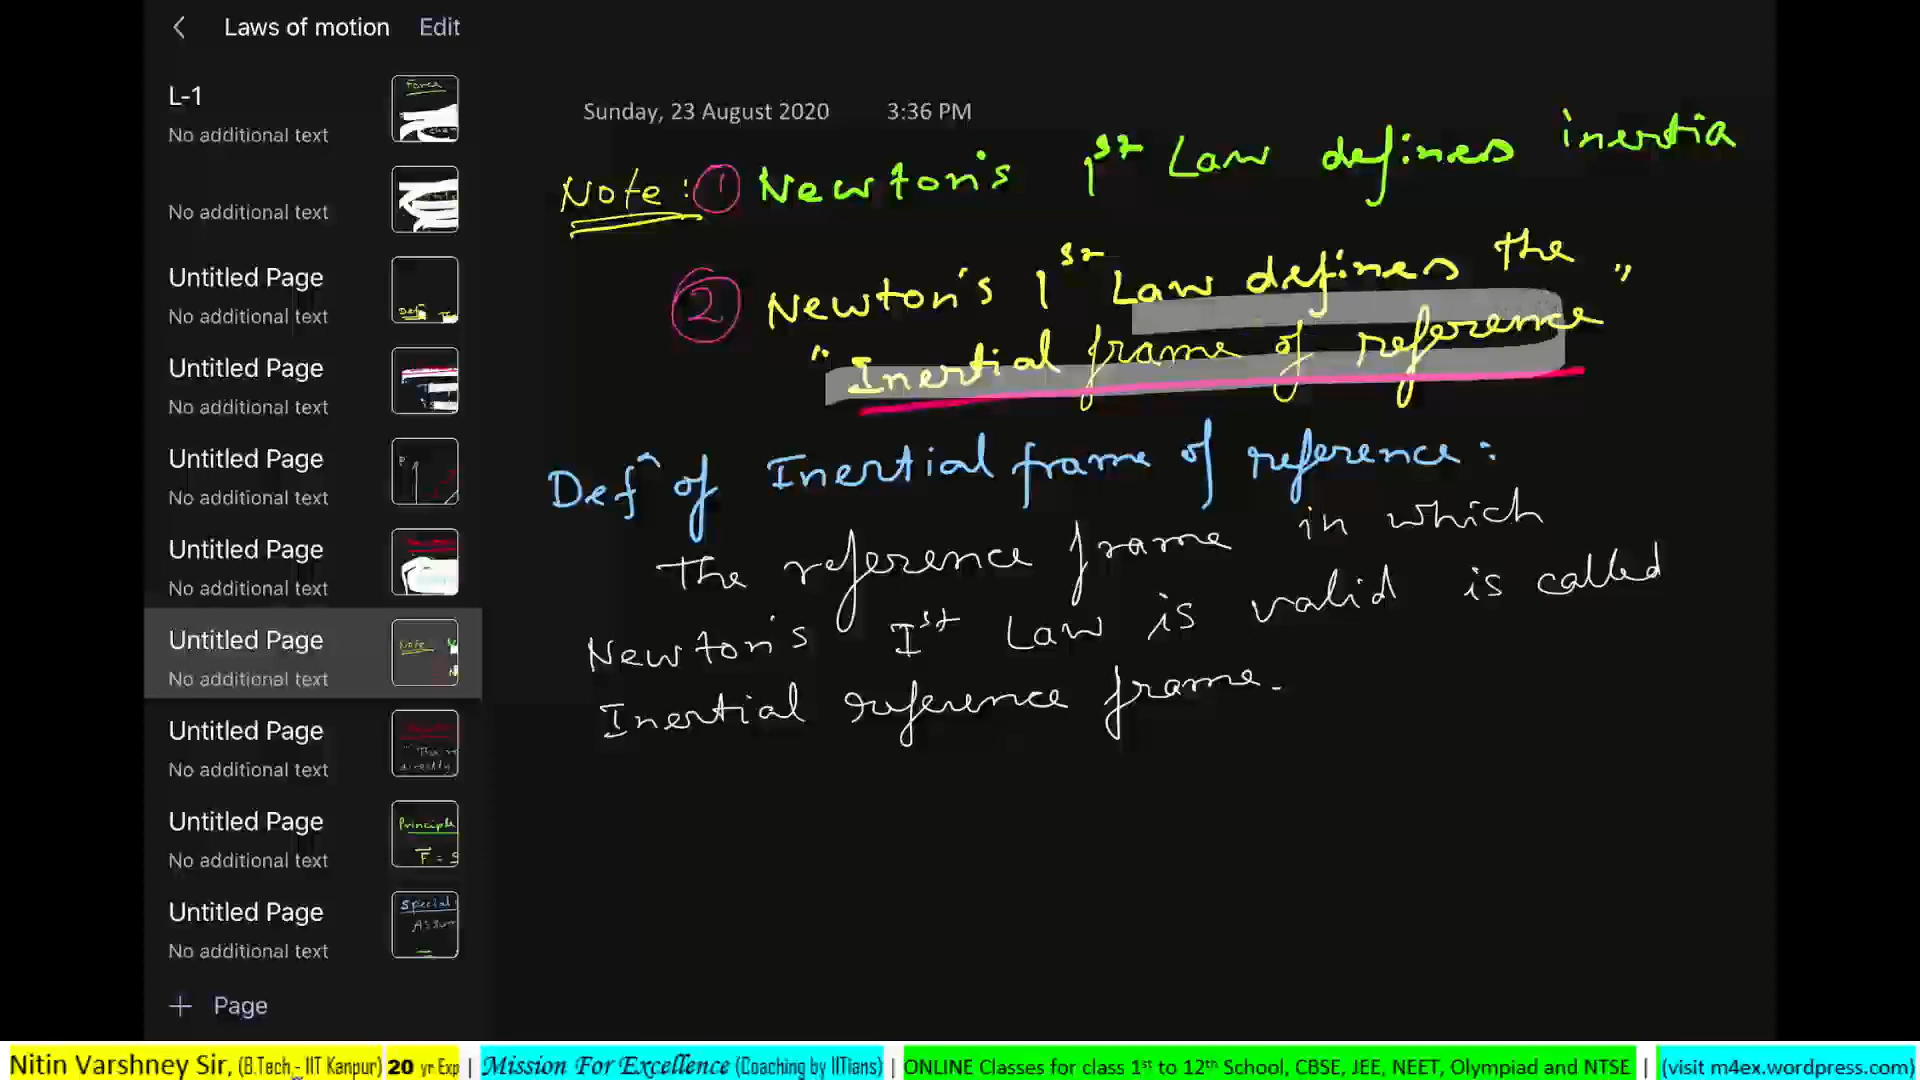 Laws of motion Edit
L-1
No additional text
Force
No additional text
Untitled Page
No additional text
Untitled Page
No additional text
Untitled Page
No additional text
Untitled Page
No additional text
Untitled Page
No additional text
Note
Untitled Page
No additional text
Untitled Page
No additional text
Principle
F =
Untitled Page
No additional text
Special
Assum
+ Page
Sunday, 23 August 2020 3:36 PM
Note: ① Newton's 1st Law defines inertia
② Newton's 1st Law defines the
"Inertial frame of reference"
Def^n of Inertial frame of reference:
The reference frame in which
Newton's Ist Law is valid is called
Inertial reference frame.
Nitin Varshney Sir, (B.Tech,- IIT Kanpur) 20 yr Exp | Mission For Excellence (Coaching by IITians) | ONLINE Classes for class 1st to 12th School, CBSE, JEE, NEET, Olympiad and NTSE | (visit m4ex.wordpress.com)